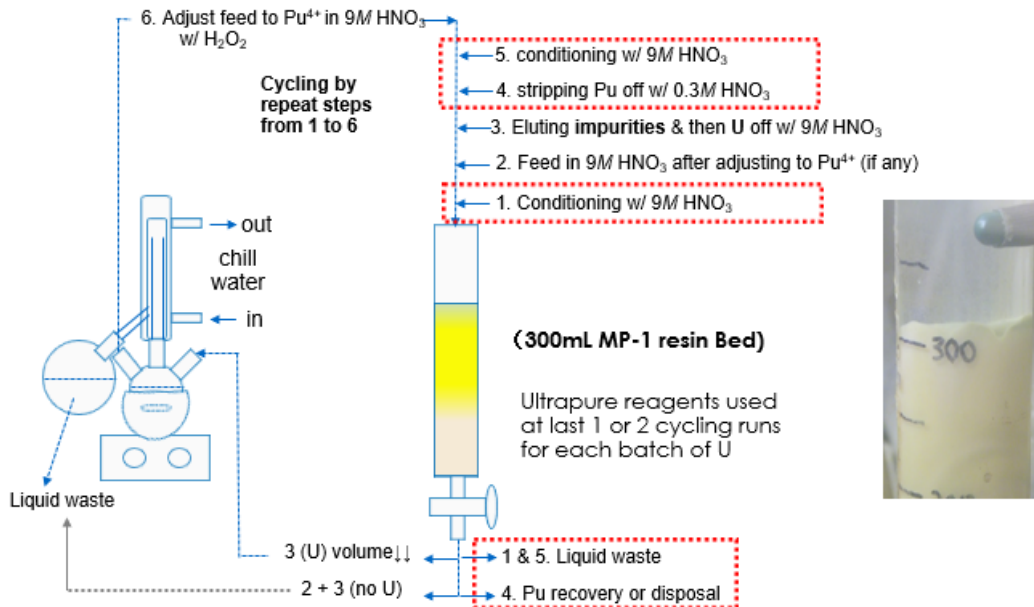 6. Adjust feed to Pu⁴⁺ in 9M HNO₃
w/ H₂O₂
5. conditioning w/ 9M HNO₃
Cycling by
repeat steps
from 1 to 6
4. stripping Pu off w/ 0.3M HNO₃
3. Eluting impurities & then U off w/ 9M HNO₃
2. Feed in 9M HNO₃ after adjusting to Pu⁴⁺ (if any)
1. Conditioning w/ 9M HNO₃
out
chill
water
in
(300mL MP-1 resin Bed)
300
Ultrapure reagents used
at last 1 or 2 cycling runs
for each batch of U
Liquid waste
3 (U) volume↓↓
1 & 5. Liquid waste
2 + 3 (no U)
4. Pu recovery or disposal